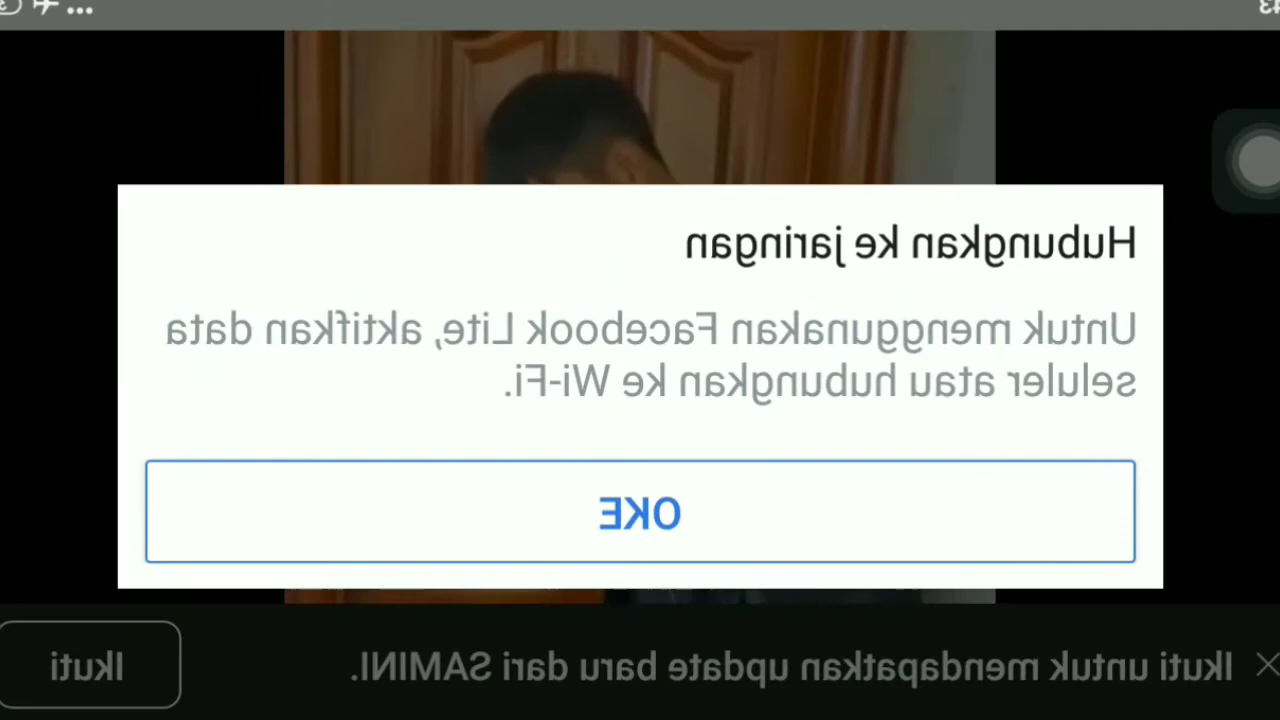 43
Hubungkan ke jaringan
Untuk menggunakan Facebook Lite, aktifkan data
seluler atau hubungkan ke Wi-Fi.
OKE
Ikuti untuk mendapatkan update baru dari SAMINI.
Ikuti